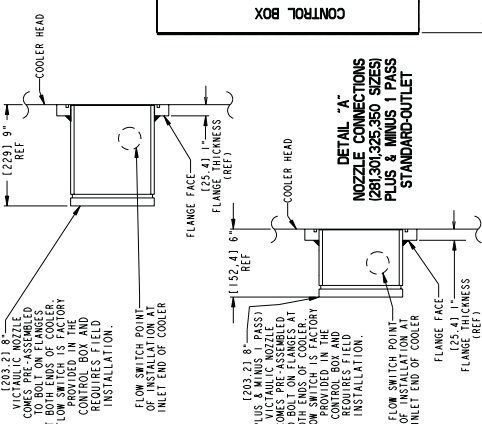 CONTROL BOX
COOLER HEAD
[229] 9"
REF
[25.4] 1"
FLANGE THICKNESS
(REF)
FLANGE FACE
[203.2] 8"
VICTAULIC NOZZLE
COMES PRE-ASSEMBLED
TO BOLT ON FLANGES
T BOTH ENDS OF COOLER.
FLOW SWITCH IS FACTORY
PROVIDED IN THE
CONTROL BOX AND
REQUIRES FIELD
INSTALLATION.
FLOW SWITCH POINT
OF INSTALLATION AT
INLET END OF COOLER
DETAIL "A"
NOZZLE CONNECTIONS
(281,301,325,350 SIZES)
PLUS & MINUS 1 PASS
STANDARD-OUTLET
COOLER HEAD
[152.4] 6"
REF
[203.2] 8"
PLUS & MINUS 1 PASS)
VICTAULIC NOZZLE
COMES PRE-ASSEMBLED
O BOLT ON FLANGES AT
OTH ENDS OF COOLER.
OW SWITCH IS FACTORY
PROVIDED IN THE
CONTROL BOX AND
REQUIRES FIELD
INSTALLATION.
FLOW SWITCH POINT
OF INSTALLATION AT
INLET END OF COOLER
FLANGE FACE
[25.4] 1"
FLANGE THICKNESS
(REF)